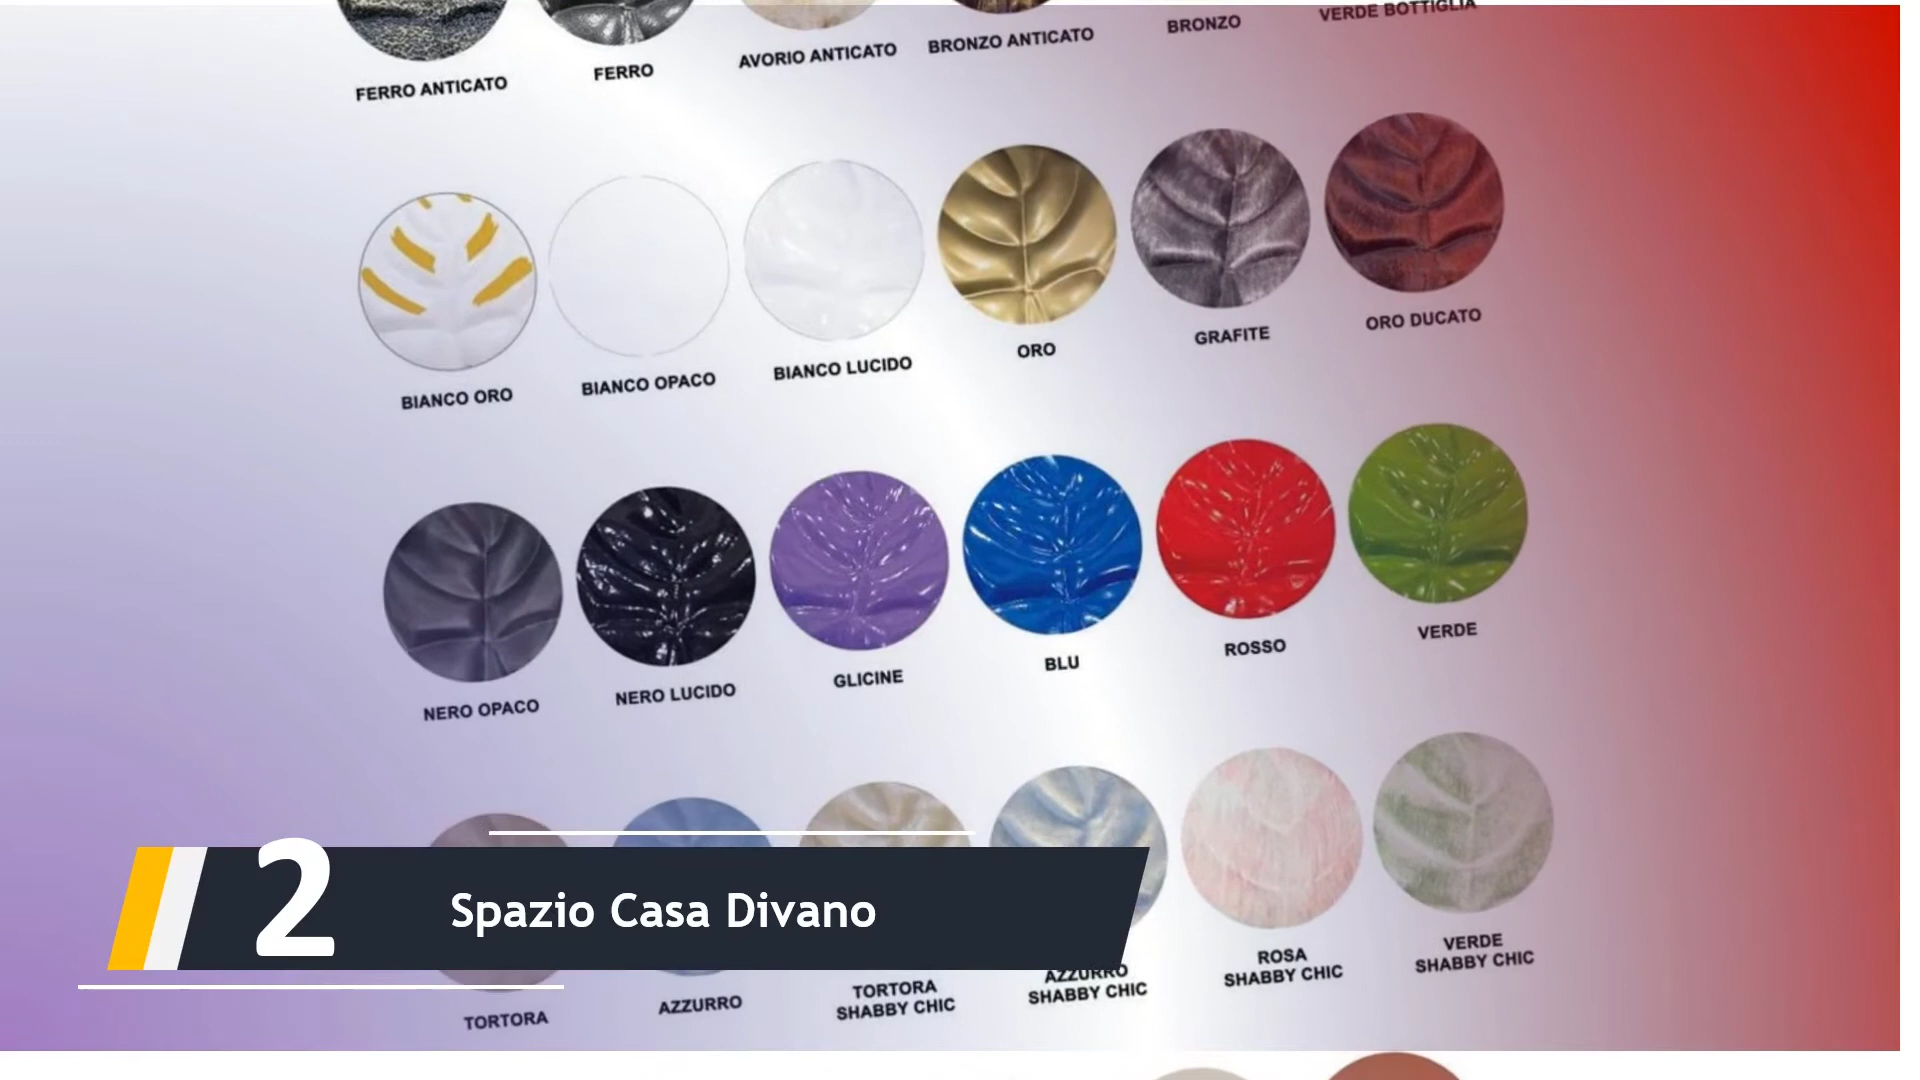 FERRO ANTICATO
FERRO
AVORIO ANTICATO
BRONZO ANTICATO
BRONZO
VERDE BOTTIGLIA
BIANCO ORO
BIANCO OPACO
BIANCO LUCIDO
ORO
GRAFITE
ORO DUCATO
NERO OPACO
NERO LUCIDO
GLICINE
BLU
ROSSO
VERDE
2
Spazio Casa Divano
TORTORA
AZZURRO
TORTORA
SHABBY CHIC
AZZURRO
SHABBY CHIC
ROSA
SHABBY CHIC
VERDE
SHABBY CHIC